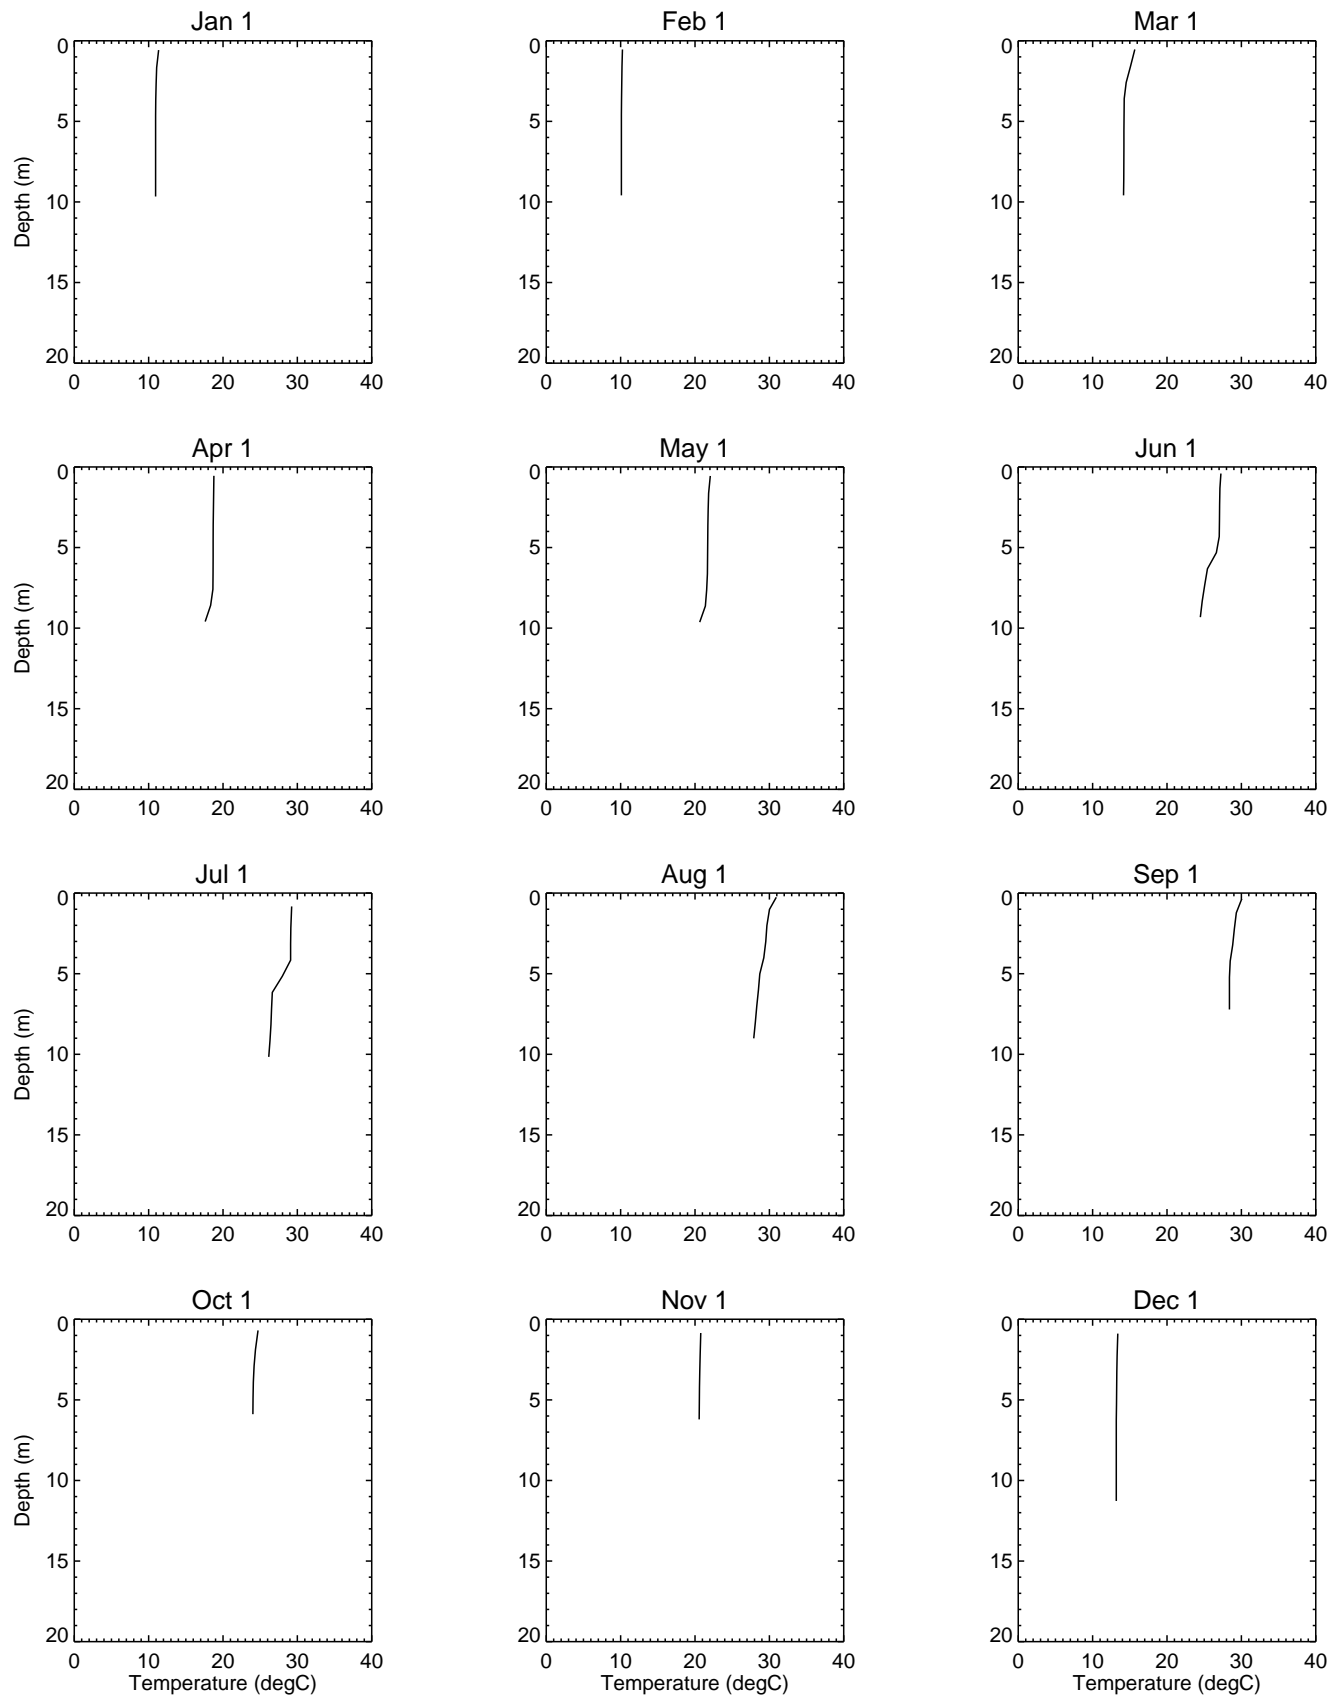 Jan 1 Feb 1 Mar 1
0 0 0
5 5 5
Depth (m)
10 10 10
15 15 15
20 20 20
0 10 20 30 40 0 10 20 30 40 0 10 20 30 40
Apr 1 May 1 Jun 1
0 0 0
5 5 5
Depth (m)
10 10 10
15 15 15
20 20 20
0 10 20 30 40 0 10 20 30 40 0 10 20 30 40
Jul 1 Aug 1 Sep 1
0 0 0
5 5 5
Depth (m)
10 10 10
15 15 15
20 20 20
0 10 20 30 40 0 10 20 30 40 0 10 20 30 40
Oct 1 Nov 1 Dec 1
0 0 0
5 5 5
Depth (m)
10 10 10
15 15 15
20 20 20
0 10 20 30 40 0 10 20 30 40 0 10 20 30 40
Temperature (degC) Temperature (degC) Temperature (degC)